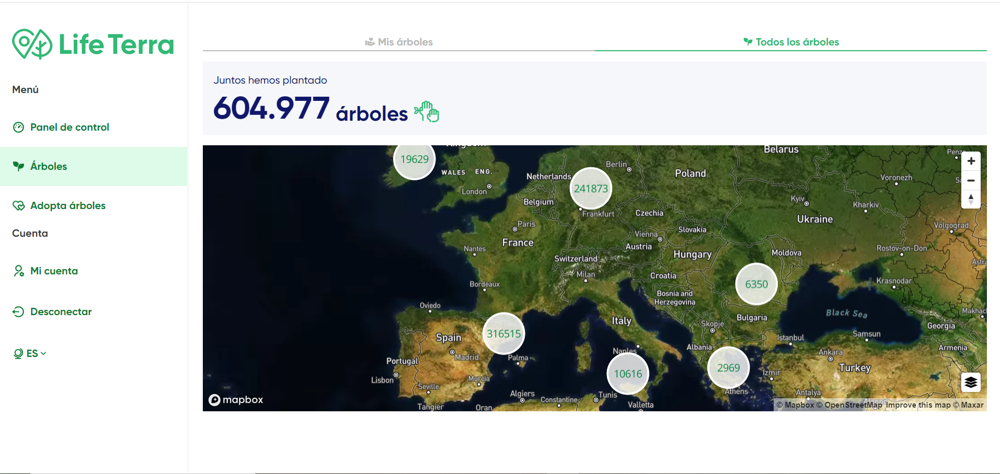 Life Terra
Menú
Panel de control
Árboles
Adopta árboles
Cuenta
Mi cuenta
Desconectar
ES
Mis árboles
Todos los árboles
Juntos hemos plantado
604.977 árboles
Kingdom
Belarus
Penza
19629
WALES
ENG.
Berlin
Netherlands
Poland
Voronezh
London
241873
Belgium
Frankfurt
Czechia
Kyiv
Kharkiv
Ukraine
Volgograd
Paris
France
Slovakia
Vienna
Austria
Nantes
Switzerland
Hungary
Moldova
Rostov-on-Don
Astra
Milan
Croatia
Krasnodar
Bordeaux
6350
Bosnia and
Herzegovina
Oviedo
Black Sea
Makhac
Bulgaria
Italy
Skopje
Georgia
316515
Spain
Istanbul
Samsun
Albania
Armenia
Naples
Ankara
Madrid
Palma
Portugal
2969
Turkey
10616
Izmir
Lisbon
Murcia
Seville
Athens
Antalya
Algiers
Constantine
Tunis
Tangier
Oran
Valletta
Aleppo
mapbox
© Mapbox © OpenStreetMap Improve this map © Maxar